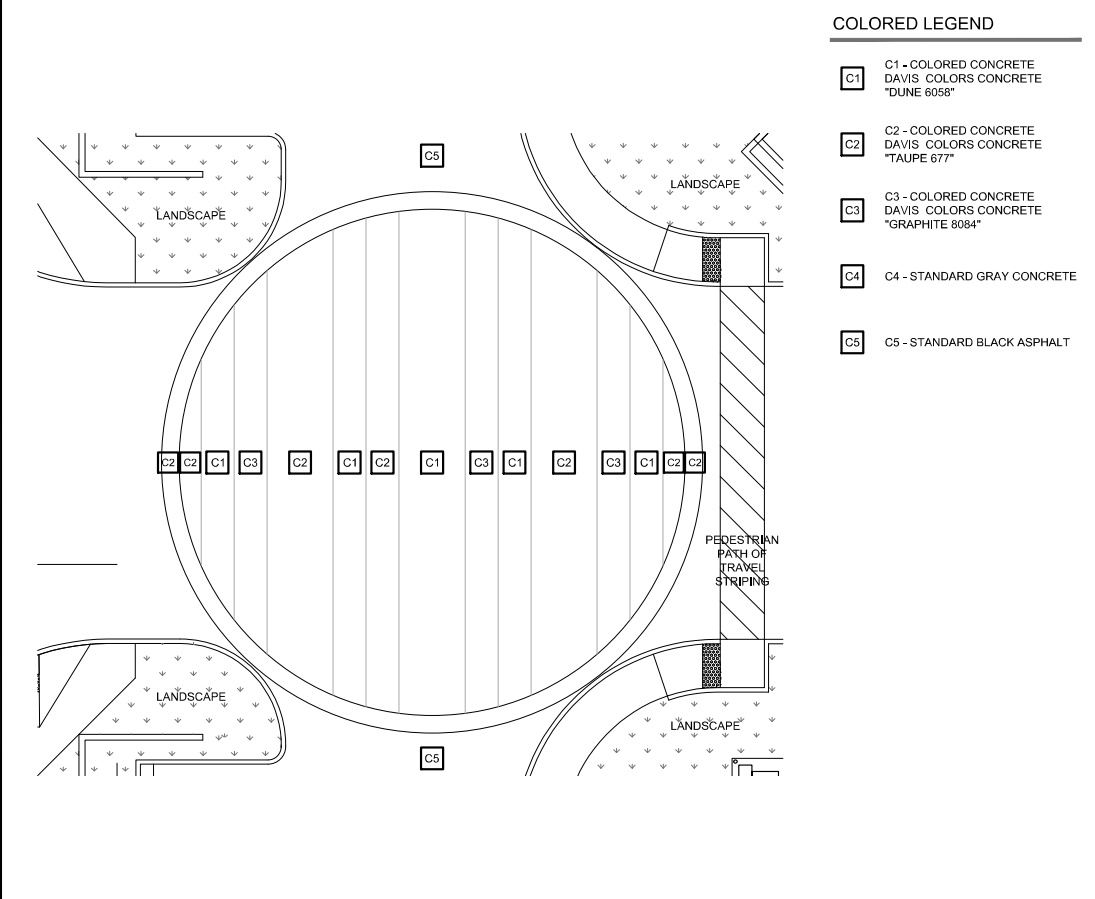 COLORED LEGEND
C1
C1 - COLORED CONCRETE
DAVIS COLORS CONCRETE
"DUNE 6058"
C2
C2 - COLORED CONCRETE
DAVIS COLORS CONCRETE
"TAUPE 677"
C3
C3 - COLORED CONCRETE
DAVIS COLORS CONCRETE
"GRAPHITE 8084"
C4
C4 - STANDARD GRAY CONCRETE
C5
C5 - STANDARD BLACK ASPHALT
C5
LANDSCAPE
LANDSCAPE
C2 C2 C1 C3 C2 C1 C2 C1 C3 C1 C2 C3 C1 C2 C2
PEDESTRIAN
PATH OF
TRAVEL
STRIPING
LANDSCAPE
LANDSCAPE
C5